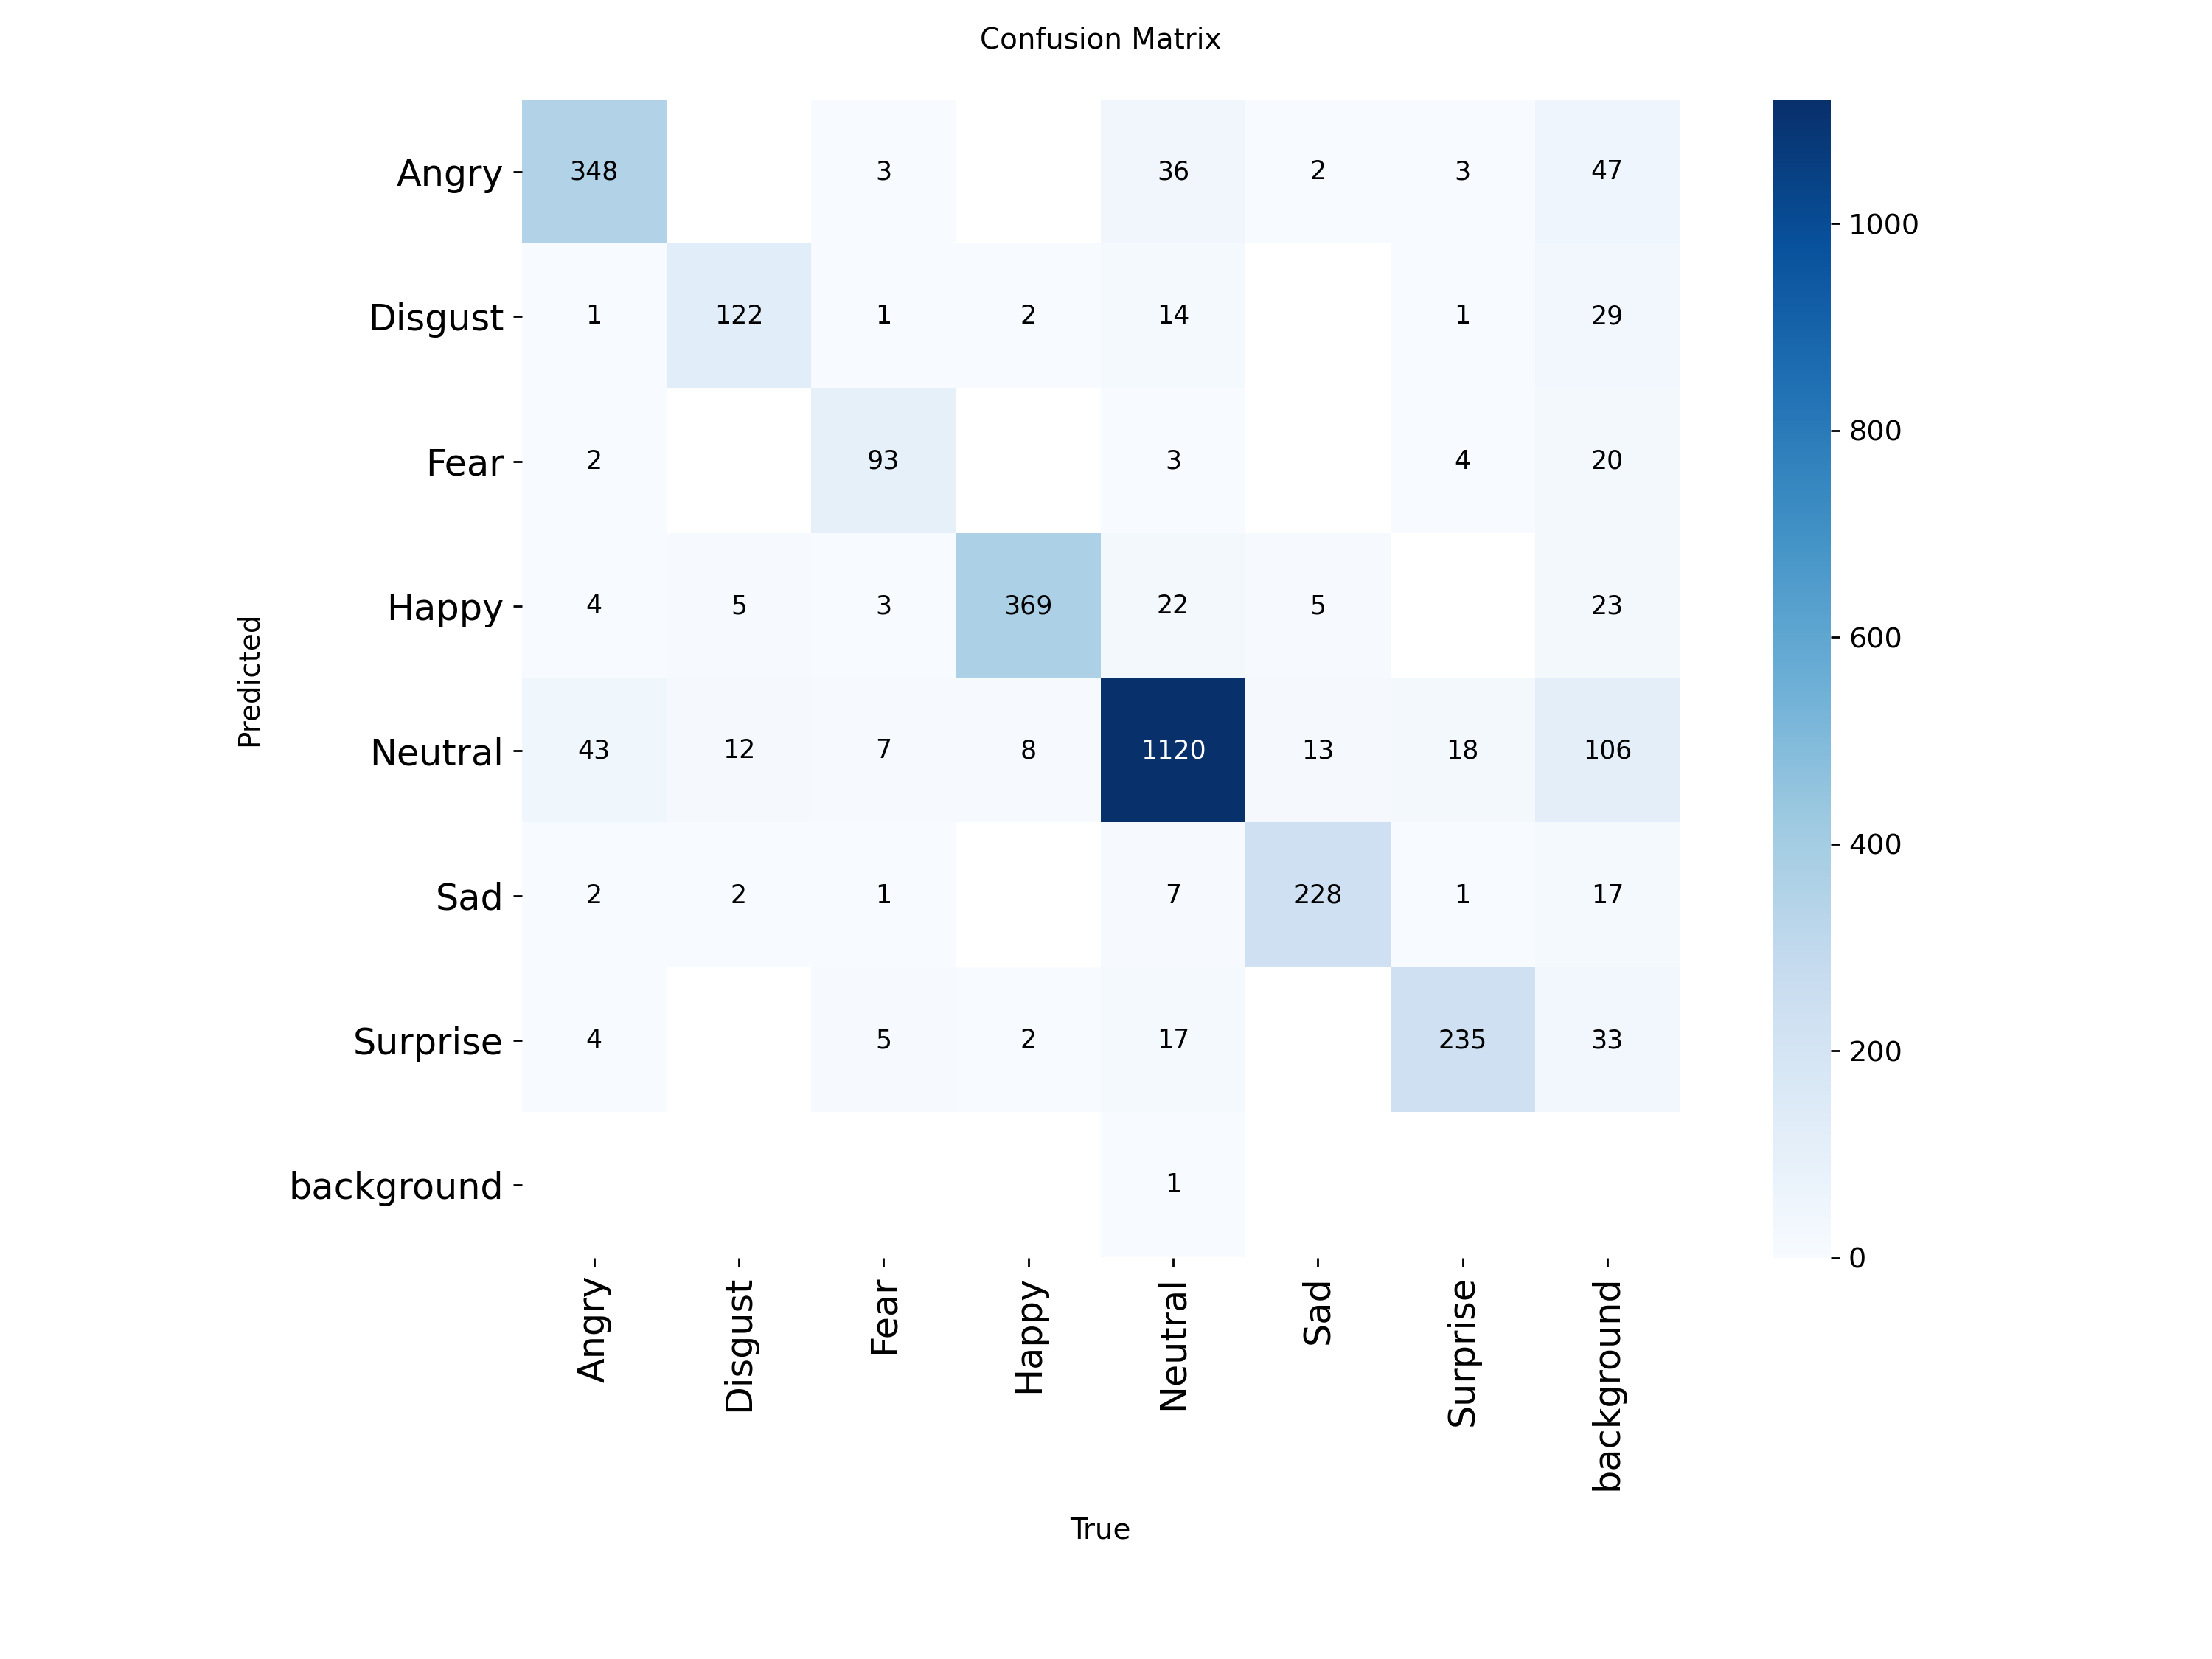 Confusion Matrix
Angry 348 3 36 2 3 47
Disgust 1 122 1 2 14 1 29
Fear 2 93 3 4 20
Happy 4 5 3 369 22 5 23
Neutral 43 12 7 8 1120 13 18 106
Sad 2 2 1 7 228 1 17
Surprise 4 5 2 17 235 33
background 1
Predicted
Angry Disgust Fear Happy Neutral Sad Surprise background
True
1000
800
600
400
200
0